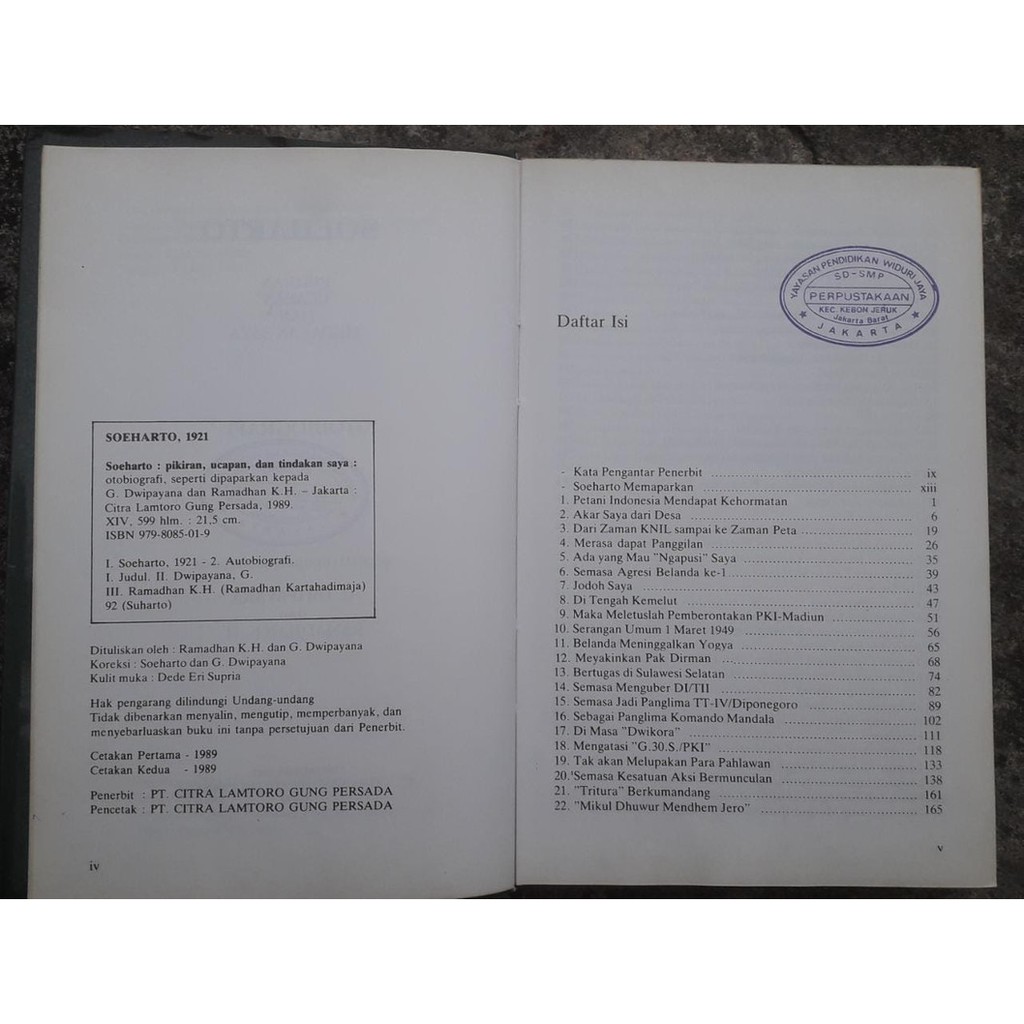 SOEHARTO, 1921
Soeharto : pikiran, ucapan, dan tindakan saya :
otobiografi, seperti dipaparkan kepada
G. Dwipayana dan Ramadhan K.H. – Jakarta :
Citra Lamtoro Gung Persada, 1989.
XIV, 599 hlm. : 21,5 cm.
ISBN 979-8085-01-9
I. Soeharto, 1921 - 2. Autobiografi.
I. Judul. II. Dwipayana, G.
III. Ramadhan K.H. (Ramadhan Kartahadimaja)
92 (Suharto)
Dituliskan oleh : Ramadhan K.H. dan G. Dwipayana
Koreksi : Soeharto dan G. Dwipayana
Kulit muka : Dede Eri Supria
Hak pengarang dilindungi Undang-undang
Tidak dibenarkan menyalin, mengutip, memperbanyak, dan
menyebarluaskan buku ini tanpa persetujuan dari Penerbit.
Cetakan Pertama - 1989
Cetakan Kedua - 1989
Penerbit : PT. CITRA LAMTORO GUNG PERSADA
Pencetak : PT. CITRA LAMTORO GUNG PERSADA
iv
YAYASAN PENDIDIKAN WIDURI JAYA
SD-SMP
PERPUSTAKAAN
KEC. KEBON JERUK
Jakarta Barat
★ JAKARTA ★
Daftar Isi
- Kata Pengantar Penerbit ........ ix
- Soeharto Memaparkan ........ xiii
1. Petani Indonesia Mendapat Kehormatan ........ 1
2. Akar Saya dari Desa ........ 6
3. Dari Zaman KNIL sampai ke Zaman Peta ........ 19
4. Merasa dapat Panggilan ........ 26
5. Ada yang Mau "Ngapusi" Saya ........ 35
6. Semasa Agresi Belanda ke-1 ........ 39
7. Jodoh Saya ........ 43
8. Di Tengah Kemelut ........ 47
9. Maka Meletuslah Pemberontakan PKI-Madiun ........ 51
10. Serangan Umum 1 Maret 1949 ........ 56
11. Belanda Meninggalkan Yogya ........ 65
12. Meyakinkan Pak Dirman ........ 68
13. Bertugas di Sulawesi Selatan ........ 74
14. Semasa Menguber DI/TII ........ 82
15. Semasa Jadi Panglima TT-IV/Diponegoro ........ 89
16. Sebagai Panglima Komando Mandala ........ 102
17. Di Masa "Dwikora" ........ 111
18. Mengatasi "G.30.S./PKI" ........ 118
19. Tak akan Melupakan Para Pahlawan ........ 133
20. 'Semasa Kesatuan Aksi Bermunculan ........ 138
21. "Tritura" Berkumandang ........ 161
22. "Mikul Dhuwur Mendhem Jero" ........ 165
v